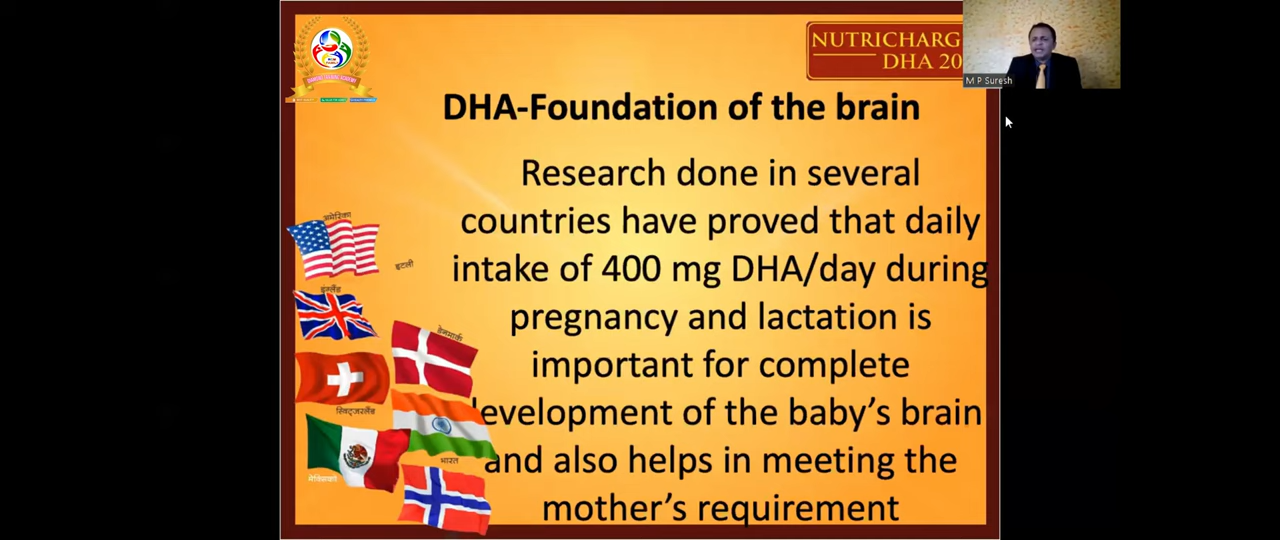 NUTRICHARG
DHA 20
M P Suresh
DHA-Foundation of the brain
Research done in several
countries have proved that daily
intake of 400 mg DHA/day during
pregnancy and lactation is
important for complete
evelopment of the baby's brain
and also helps in meeting the
mother's requirement
अमेरिका
इटली
इंग्लैंड
डेनमार्क
स्विट्जरलैंड
भारत
मेक्सिको